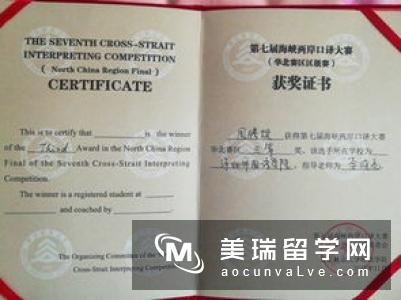 THE SEVENTH CROSS-STRAIT
INTERPRETING COMPETITION
( North China Region Final )
CERTIFICATE
This is to certify that is the winner
of the Third Award in the North China Region
Final of the Seventh Cross-Strait Interpreting
Competition.
The winner is a registered student at
and coached by
The Organizing Committee of the
Cross-Strait Interpreting
第七届海峡两岸口译大赛
(华北赛区区级赛)
获奖证书
获得第七届海峡两岸口译大赛
华北赛区 三等 奖。该选手所在学校为
指导老师为
美瑞留学网
aocunvalve.com